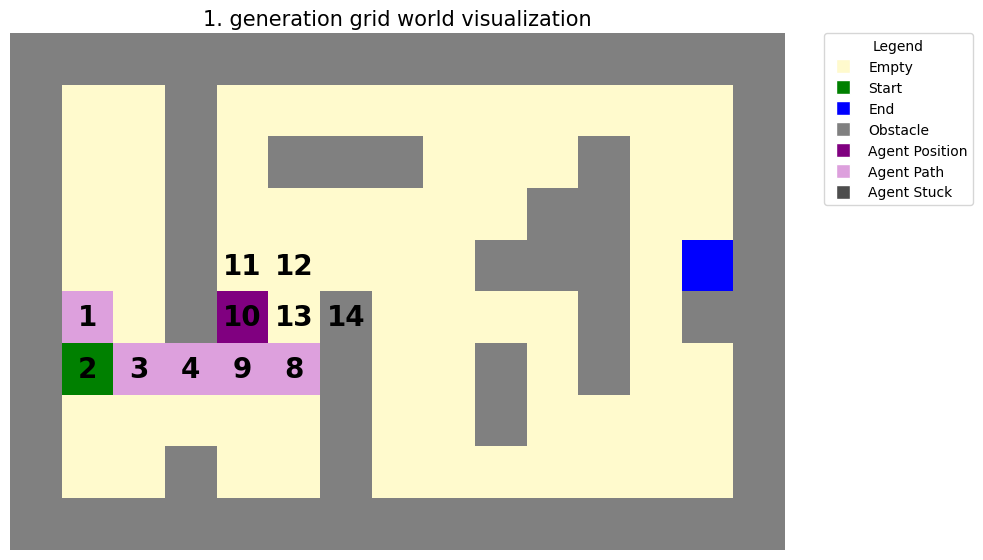 1. generation grid world visualization
Legend
Empty
Start
End
Obstacle
Agent Position
Agent Path
Agent Stuck
11 12
1 10 13 14
2 3 4 9 8